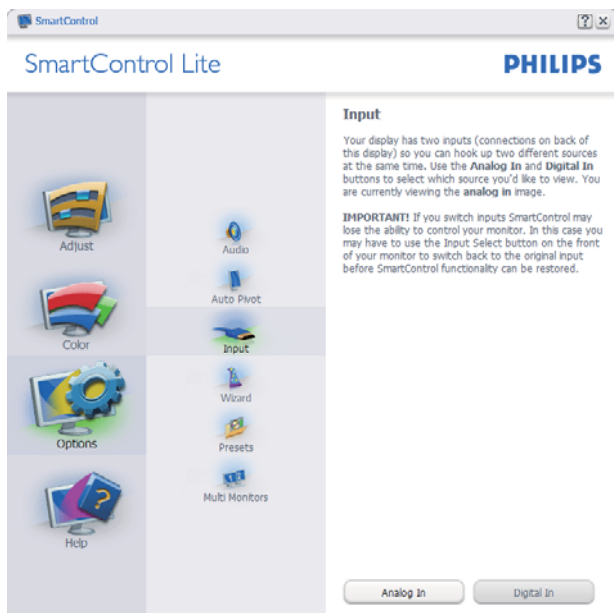 SmartControl
SmartControl Lite
PHILIPS
Adjust
Color
Options
Help
Audio
Auto Pivot
Input
Wizard
Presets
Multi Monitors
Input
Your display has two inputs (connections on back of
this display) so you can hook up two different sources
at the same time. Use the Analog In and Digital In
buttons to select which source you'd like to view. You
are currently viewing the analog in image.
IMPORTANT! If you switch inputs SmartControl may
lose the ability to control your monitor. In this case you
may have to use the Input Select button on the front
of your monitor to switch back to the original input
before SmartControl functionality can be restored.
Analog In
Digital In